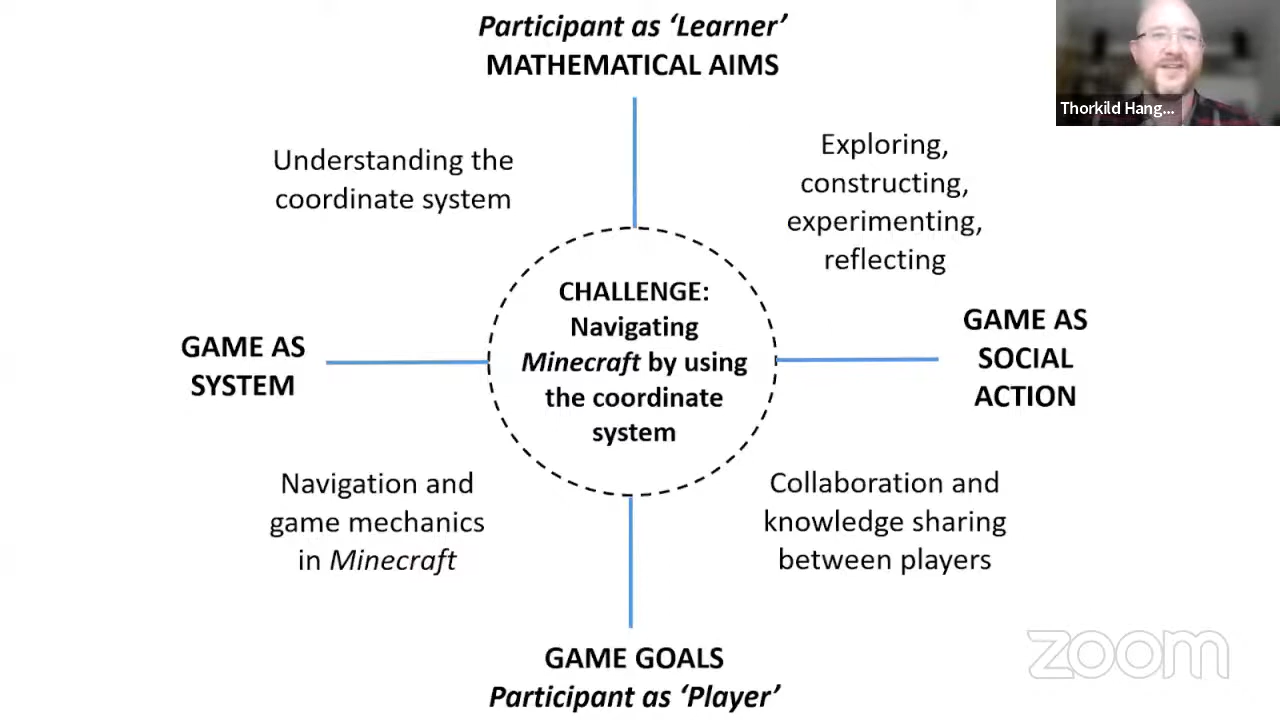 Participant as ‘Learner’
MATHEMATICAL AIMS
Thorkild Hang...
Understanding the
coordinate system
Exploring,
constructing,
experimenting,
reflecting
CHALLENGE:
Navigating
Minecraft by using
the coordinate
system
GAME AS
SYSTEM
GAME AS
SOCIAL
ACTION
Navigation and
game mechanics
in Minecraft
Collaboration and
knowledge sharing
between players
GAME GOALS
Participant as ‘Player’
zoom